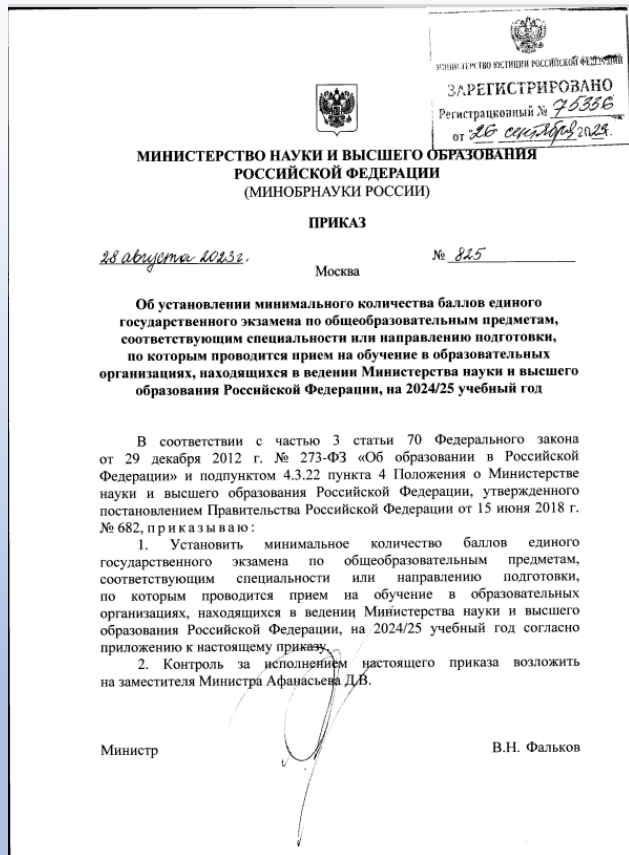 МИНИСТЕРСТВО ЮСТИЦИИ РОССИЙСКОЙ ФЕДЕРАЦИИ
ЗАРЕГИСТРИРОВАНО
Регистрационный № 75336
от "26 сентября 2023.
МИНИСТЕРСТВО НАУКИ И ВЫСШЕГО ОБРАЗОВАНИЯ
РОССИЙСКОЙ ФЕДЕРАЦИИ
(МИНОБРНАУКИ РОССИИ)
ПРИКАЗ
28 августа 2023г.
№ 825
Москва
Об установлении минимального количества баллов единого
государственного экзамена по общеобразовательным предметам,
соответствующим специальности или направлению подготовки,
по которым проводится прием на обучение в образовательных
организациях, находящихся в ведении Министерства науки и высшего
образования Российской Федерации, на 2024/25 учебный год
В соответствии с частью 3 статьи 70 Федерального закона
от 29 декабря 2012 г. № 273-ФЗ «Об образовании в Российской
Федерации» и подпунктом 4.3.22 пункта 4 Положения о Министерстве
науки и высшего образования Российской Федерации, утвержденного
постановлением Правительства Российской Федерации от 15 июня 2018 г.
№ 682, приказываю:
1. Установить минимальное количество баллов единого
государственного экзамена по общеобразовательным предметам,
соответствующим специальности или направлению подготовки,
по которым проводится прием на обучение в образовательных
организациях, находящихся в ведении Министерства науки и высшего
образования Российской Федерации, на 2024/25 учебный год согласно
приложению к настоящему приказу.
2. Контроль за исполнением настоящего приказа возложить
на заместителя Министра Афанасьева Д.В.
Министр
В.Н. Фальков